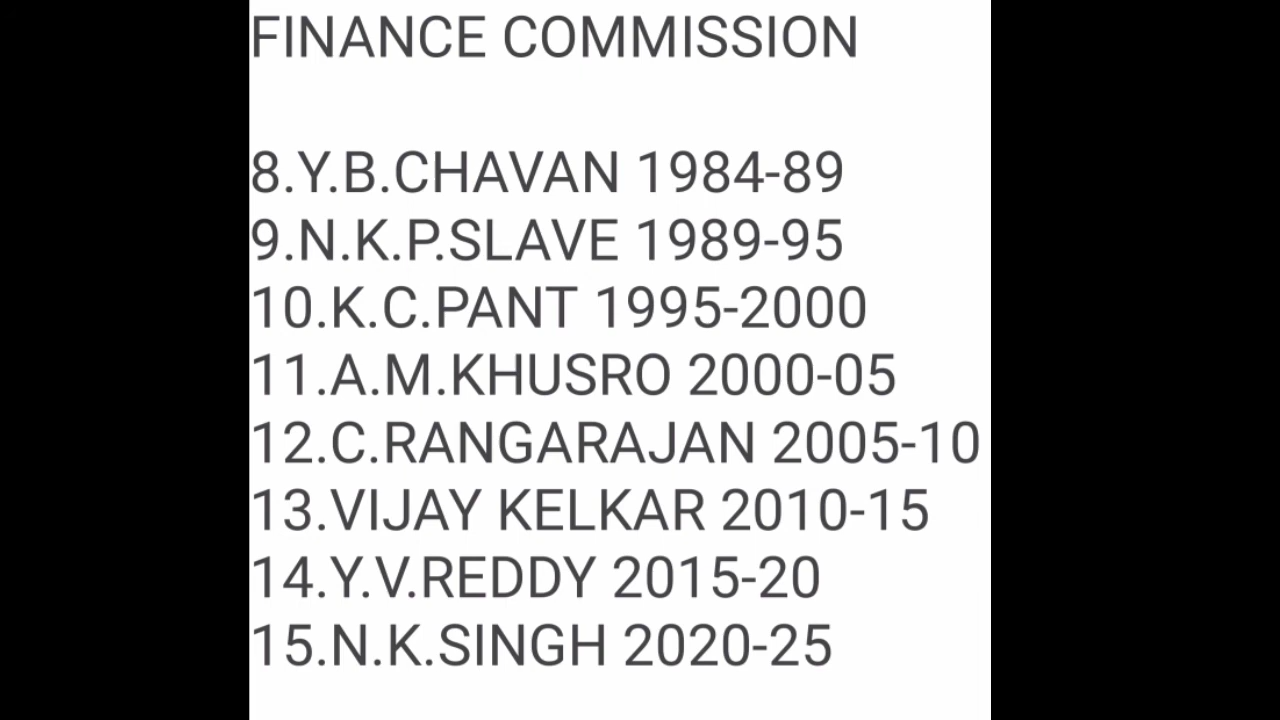 FINANCE COMMISSION
8.Y.B.CHAVAN 1984-89
9.N.K.P.SLAVE 1989-95
10.K.C.PANT 1995-2000
11.A.M.KHUSRO 2000-05
12.C.RANGARAJAN 2005-10
13.VIJAY KELKAR 2010-15
14.Y.V.REDDY 2015-20
15.N.K.SINGH 2020-25